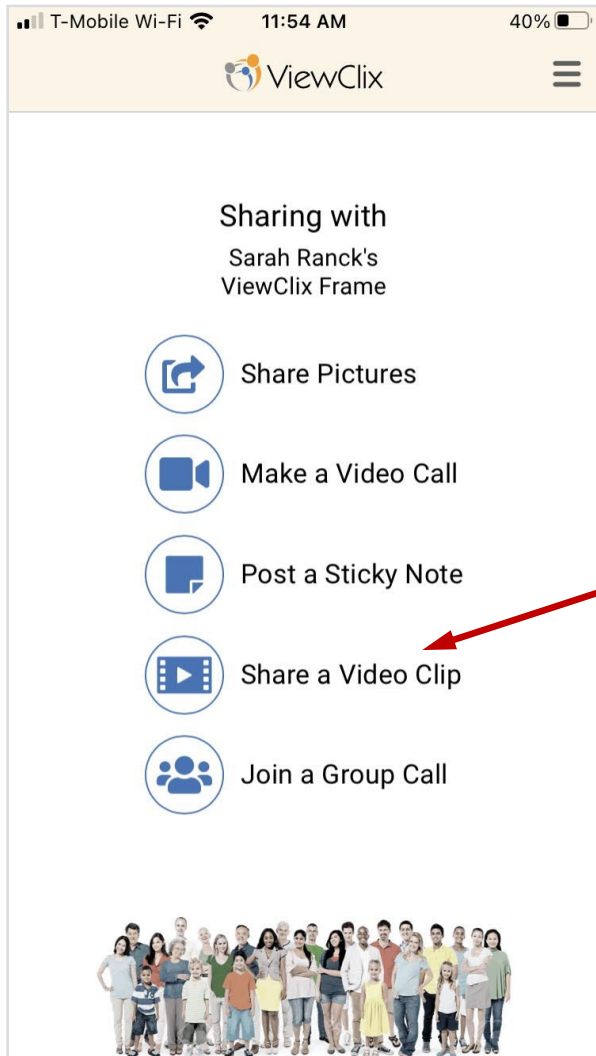 T-Mobile Wi-Fi 11:54 AM 40%
ViewClix
Sharing with
Sarah Ranck's
ViewClix Frame
Share Pictures
Make a Video Call
Post a Sticky Note
Share a Video Clip
Join a Group Call